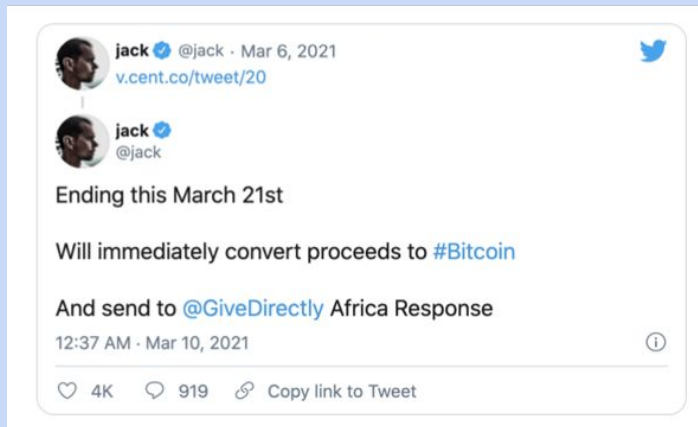 jack @jack · Mar 6, 2021
v.cent.co/tweet/20
jack
@jack
Ending this March 21st
Will immediately convert proceeds to #Bitcoin
And send to @GiveDirectly Africa Response
12:37 AM · Mar 10, 2021
4K 919 Copy link to Tweet